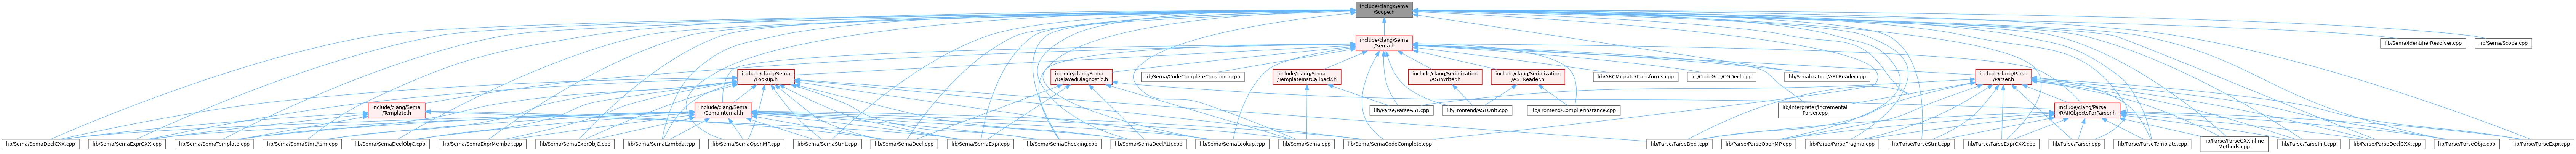 include/clang/Sema
/Scope.h
include/clang/Sema
/Sema.h
lib/Sema/IdentifierResolver.cpp
lib/Sema/Scope.cpp
include/clang/Sema
/Lookup.h
include/clang/Sema
/DelayedDiagnostic.h
lib/Sema/CodeCompleteConsumer.cpp
include/clang/Sema
/TemplateInstCallback.h
include/clang/Serialization
/ASTWriter.h
include/clang/Serialization
/ASTReader.h
lib/ARCMigrate/Transforms.cpp
lib/CodeGen/CGDecl.cpp
lib/Serialization/ASTReader.cpp
include/clang/Parse
/Parser.h
include/clang/Sema
/Template.h
include/clang/Sema
/SemaInternal.h
lib/Parse/ParseAST.cpp
lib/Frontend/ASTUnit.cpp
lib/Frontend/CompilerInstance.cpp
lib/Interpreter/Incremental
Parser.cpp
include/clang/Parse
/RAIIObjectsForParser.h
lib/Sema/SemaDeclCXX.cpp
lib/Sema/SemaExprCXX.cpp
lib/Sema/SemaTemplate.cpp
lib/Sema/SemaStmtAsm.cpp
lib/Sema/SemaDeclObjC.cpp
lib/Sema/SemaExprMember.cpp
lib/Sema/SemaExprObjC.cpp
lib/Sema/SemaLambda.cpp
lib/Sema/SemaOpenMP.cpp
lib/Sema/SemaStmt.cpp
lib/Sema/SemaDecl.cpp
lib/Sema/SemaExpr.cpp
lib/Sema/SemaChecking.cpp
lib/Sema/SemaDeclAttr.cpp
lib/Sema/SemaLookup.cpp
lib/Sema/Sema.cpp
lib/Sema/SemaCodeComplete.cpp
lib/Parse/ParseDecl.cpp
lib/Parse/ParseOpenMP.cpp
lib/Parse/ParsePragma.cpp
lib/Parse/ParseStmt.cpp
lib/Parse/ParseExprCXX.cpp
lib/Parse/Parser.cpp
lib/Parse/ParseTemplate.cpp
lib/Parse/ParseCXXInline
Methods.cpp
lib/Parse/ParseInit.cpp
lib/Parse/ParseDeclCXX.cpp
lib/Parse/ParseObjc.cpp
lib/Parse/ParseExpr.cpp